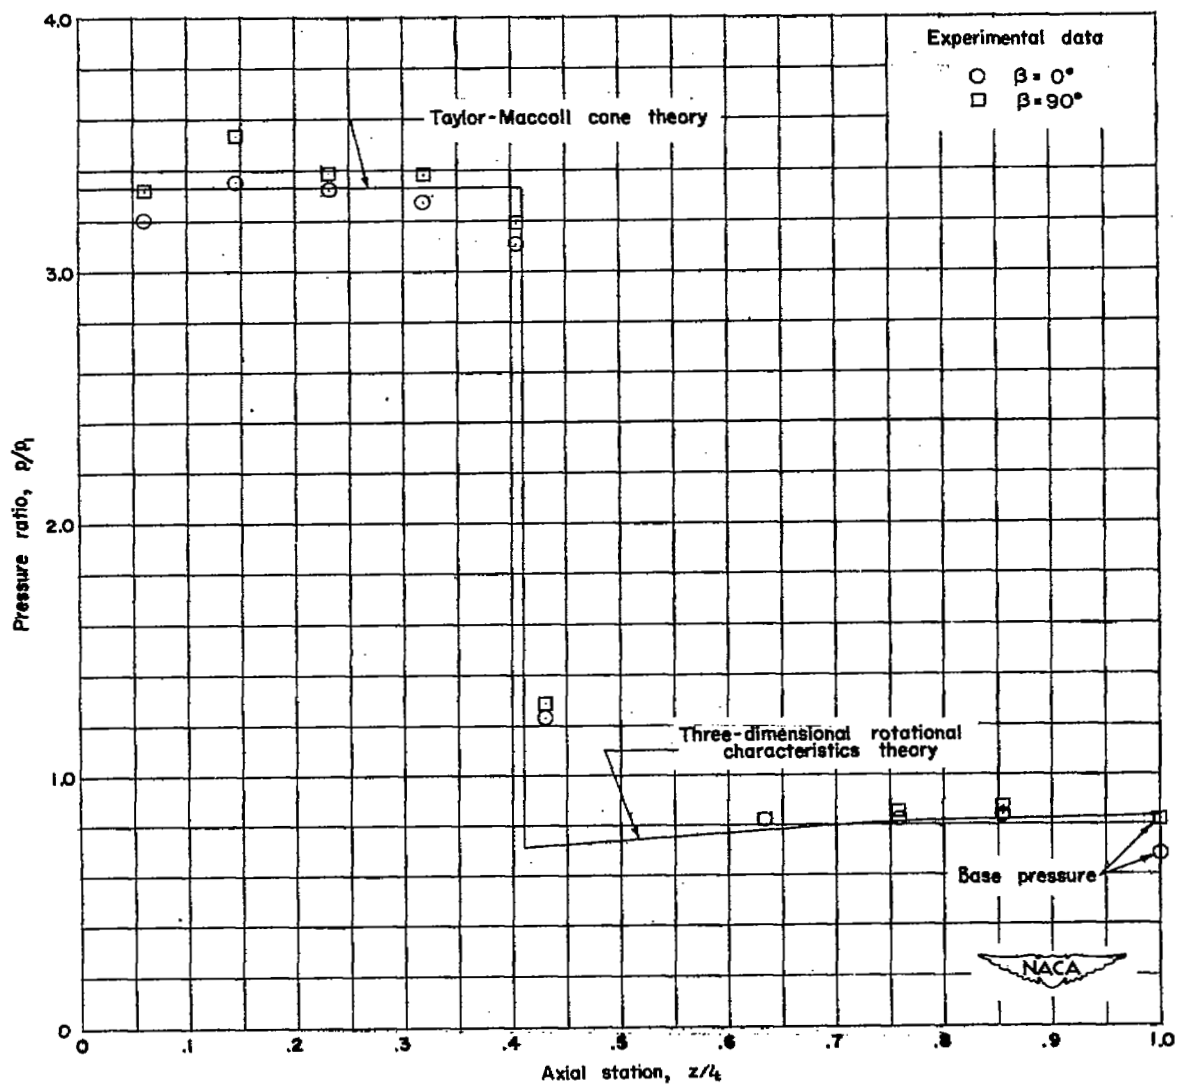 4.0
Experimental data
β = 0°
β = 90°
Taylor-Maccoll cone theory
3.0
Pressure ratio, p/p₁
2.0
Three-dimensional rotational
characteristics theory
1.0
Base pressure
NACA
0
0 .1 .2 .3 .4 .5 .6 .7 .8 .9 1.0
Axial station, z/lₜ